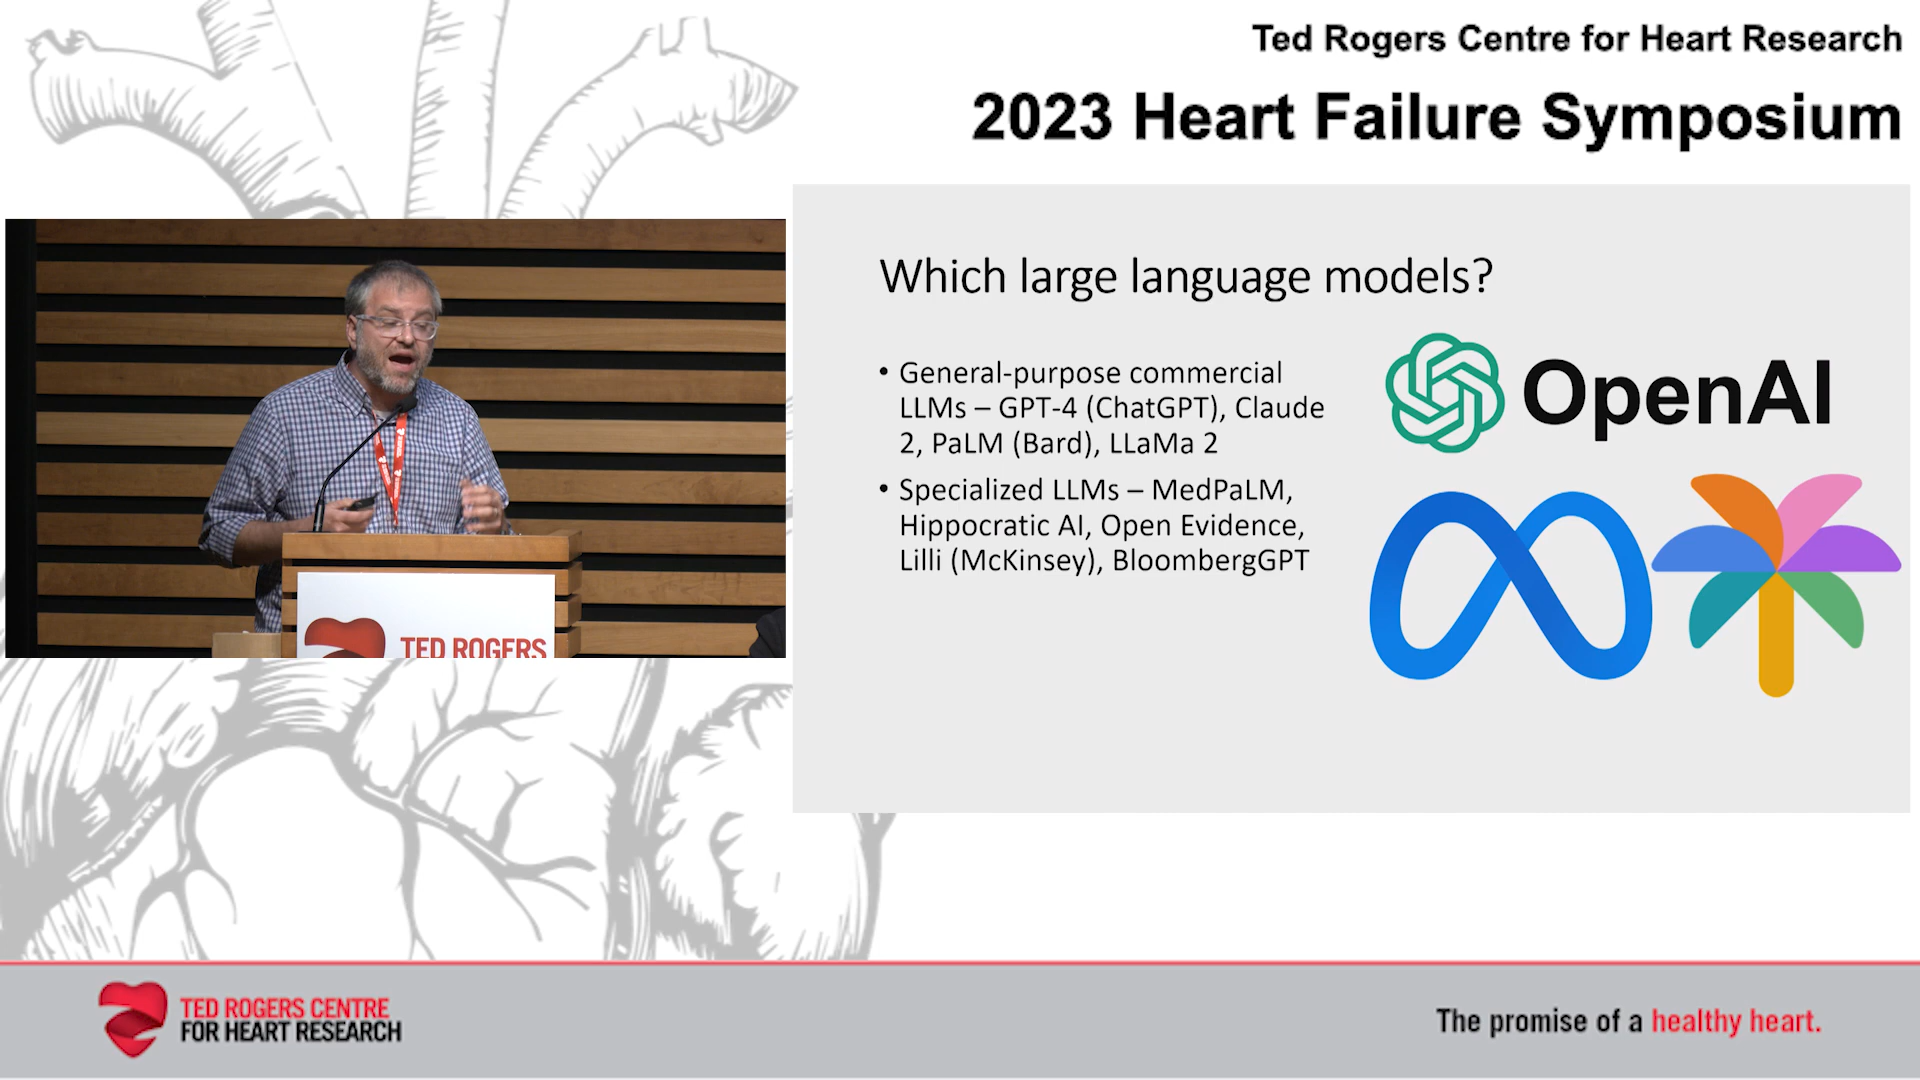 Ted Rogers Centre for Heart Research
2023 Heart Failure Symposium
Which large language models?
• General-purpose commercial
LLMs – GPT-4 (ChatGPT), Claude
2, PaLM (Bard), LLaMa 2
• Specialized LLMs – MedPaLM,
Hippocratic AI, Open Evidence,
Lilli (McKinsey), BloombergGPT
OpenAI
TED ROGERS
TED ROGERS CENTRE
FOR HEART RESEARCH
The promise of a healthy heart.